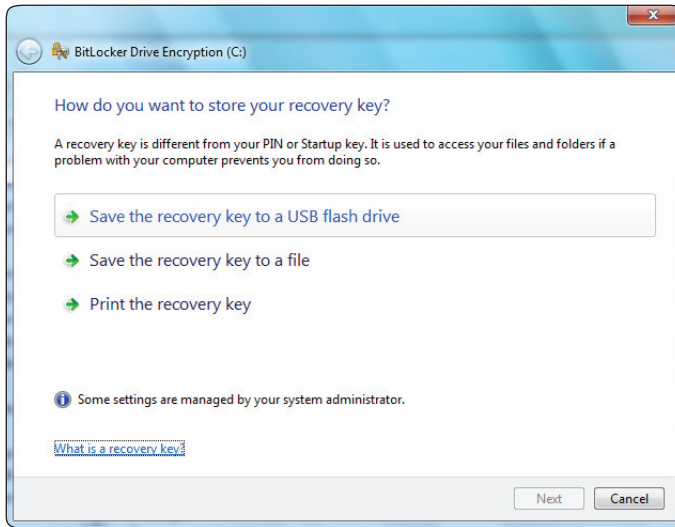 BitLocker Drive Encryption (C:)
How do you want to store your recovery key?
A recovery key is different from your PIN or Startup key. It is used to access your files and folders if a
problem with your computer prevents you from doing so.
Save the recovery key to a USB flash drive
Save the recovery key to a file
Print the recovery key
Some settings are managed by your system administrator.
What is a recovery key?
Next Cancel